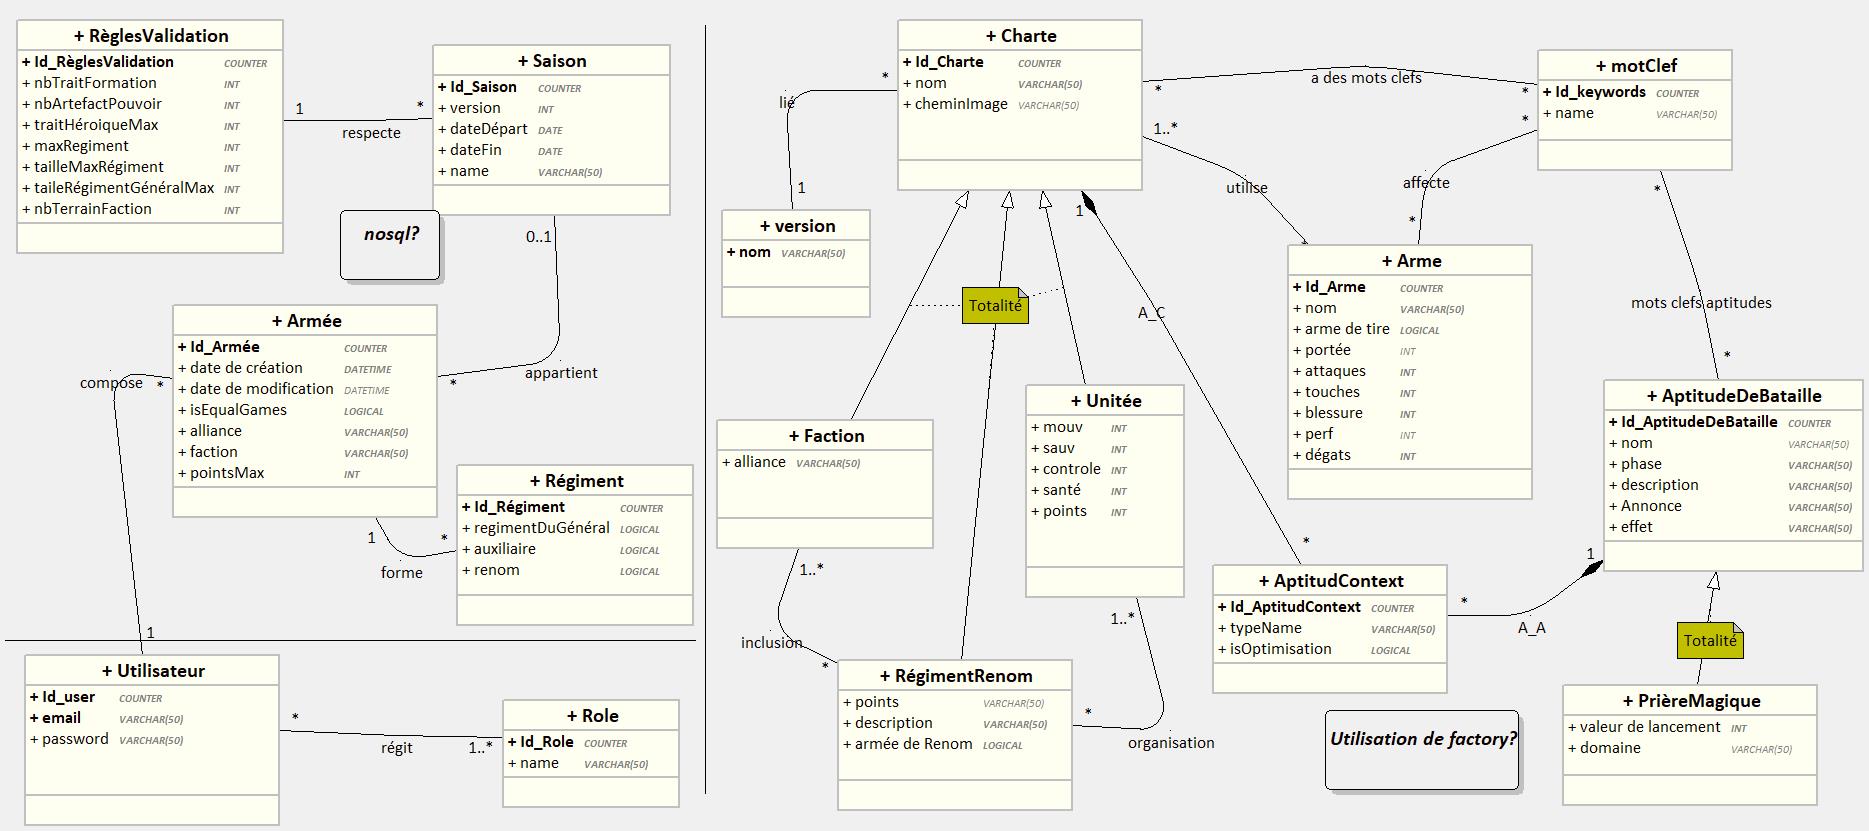 + RèglesValidation
+ Id_RèglesValidation COUNTER
+ nbTraitFormation INT
+ nbArtefactPouvoir INT
+ traitHéroiqueMax INT
+ maxRegiment INT
+ tailleMaxRégiment INT
+ taileRégimentGénéralMax INT
+ nbTerrainFaction INT
1
*
respecte
+ Saison
+ Id_Saison COUNTER
+ version INT
+ dateDépart DATE
+ dateFin DATE
+ name VARCHAR(50)
nosql?
0..1
*
appartient
+ Armée
+ Id_Armée COUNTER
+ date de création DATETIME
+ date de modification DATETIME
+ isEqualGames LOGICAL
+ alliance VARCHAR(50)
+ faction VARCHAR(50)
+ pointsMax INT
compose
*
1
1
*
forme
+ Régiment
+ Id_Régiment COUNTER
+ regimentDuGénéral LOGICAL
+ auxiliaire LOGICAL
+ renom LOGICAL
+ Utilisateur
+ Id_user COUNTER
+ email VARCHAR(50)
+ password VARCHAR(50)
*
régit
1..*
+ Role
+ Id_Role COUNTER
+ name VARCHAR(50)
+ Charte
+ Id_Charte COUNTER
+ nom VARCHAR(50)
+ cheminImage VARCHAR(50)
*
lié
1
+ version
+ nom VARCHAR(50)
*
a des mots clefs
*
+ motClef
+ Id_keywords COUNTER
+ name VARCHAR(50)
1..*
utilise
*
*
affecte
*
+ Arme
+ Id_Arme COUNTER
+ nom VARCHAR(50)
+ arme de tire LOGICAL
+ portée INT
+ attaques INT
+ touches INT
+ blessure INT
+ perf INT
+ dégats INT
*
mots clefs aptitudes
*
Totalité
1
A_C
*
+ Faction
+ alliance VARCHAR(50)
+ Unitée
+ mouv INT
+ sauv INT
+ controle INT
+ santé INT
+ points INT
+ AptitudeDeBataille
+ Id_AptitudeDeBataille COUNTER
+ nom VARCHAR(50)
+ phase VARCHAR(50)
+ description VARCHAR(50)
+ Annonce VARCHAR(50)
+ effet VARCHAR(50)
+ AptitudContext
+ Id_AptitudContext COUNTER
+ typeName VARCHAR(50)
+ isOptimisation LOGICAL
*
A_A
1
1..*
inclusion
*
1..*
*
organisation
+ RégimentRenom
+ points VARCHAR(50)
+ description VARCHAR(50)
+ armée de Renom LOGICAL
Utilisation de factory?
Totalité
+ PrièreMagique
+ valeur de lancement INT
+ domaine VARCHAR(50)